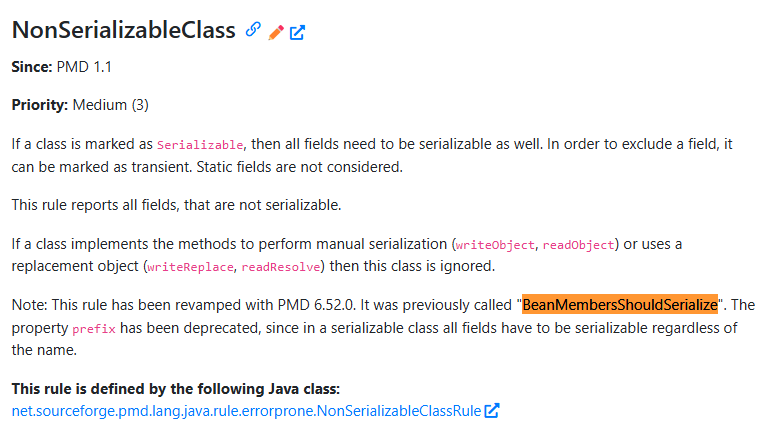 NonSerializableClass
Since: PMD 1.1
Priority: Medium (3)
If a class is marked as Serializable, then all fields need to be serializable as well. In order to exclude a field, it
can be marked as transient. Static fields are not considered.
This rule reports all fields, that are not serializable.
If a class implements the methods to perform manual serialization (writeObject, readObject) or uses a
replacement object (writeReplace, readResolve) then this class is ignored.
Note: This rule has been revamped with PMD 6.52.0. It was previously called "BeanMembersShouldSerialize". The
property prefix has been deprecated, since in a serializable class all fields have to be serializable regardless of
the name.
This rule is defined by the following Java class:
net.sourceforge.pmd.lang.java.rule.errorprone.NonSerializableClassRule